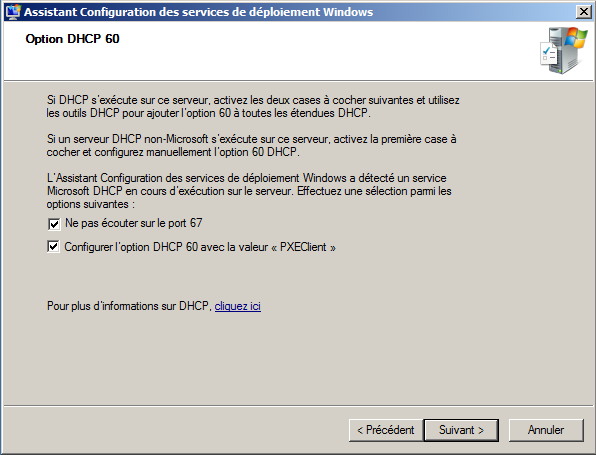 Assistant Configuration des services de déploiement Windows
Option DHCP 60
Si DHCP s'exécute sur ce serveur, activez les deux cases à cocher suivantes et utilisez
les outils DHCP pour ajouter l'option 60 à toutes les étendues DHCP.
Si un serveur DHCP non-Microsoft s'exécute sur ce serveur, activez la première case à
cocher et configurez manuellement l'option 60 DHCP.
L'Assistant Configuration des services de déploiement Windows a détecté un service
Microsoft DHCP en cours d'exécution sur le serveur. Effectuez une sélection parmi les
options suivantes :
Ne pas écouter sur le port 67
Configurer l'option DHCP 60 avec la valeur « PXEClient »
Pour plus d'informations sur DHCP, cliquez ici
< Précédent Suivant > Annuler